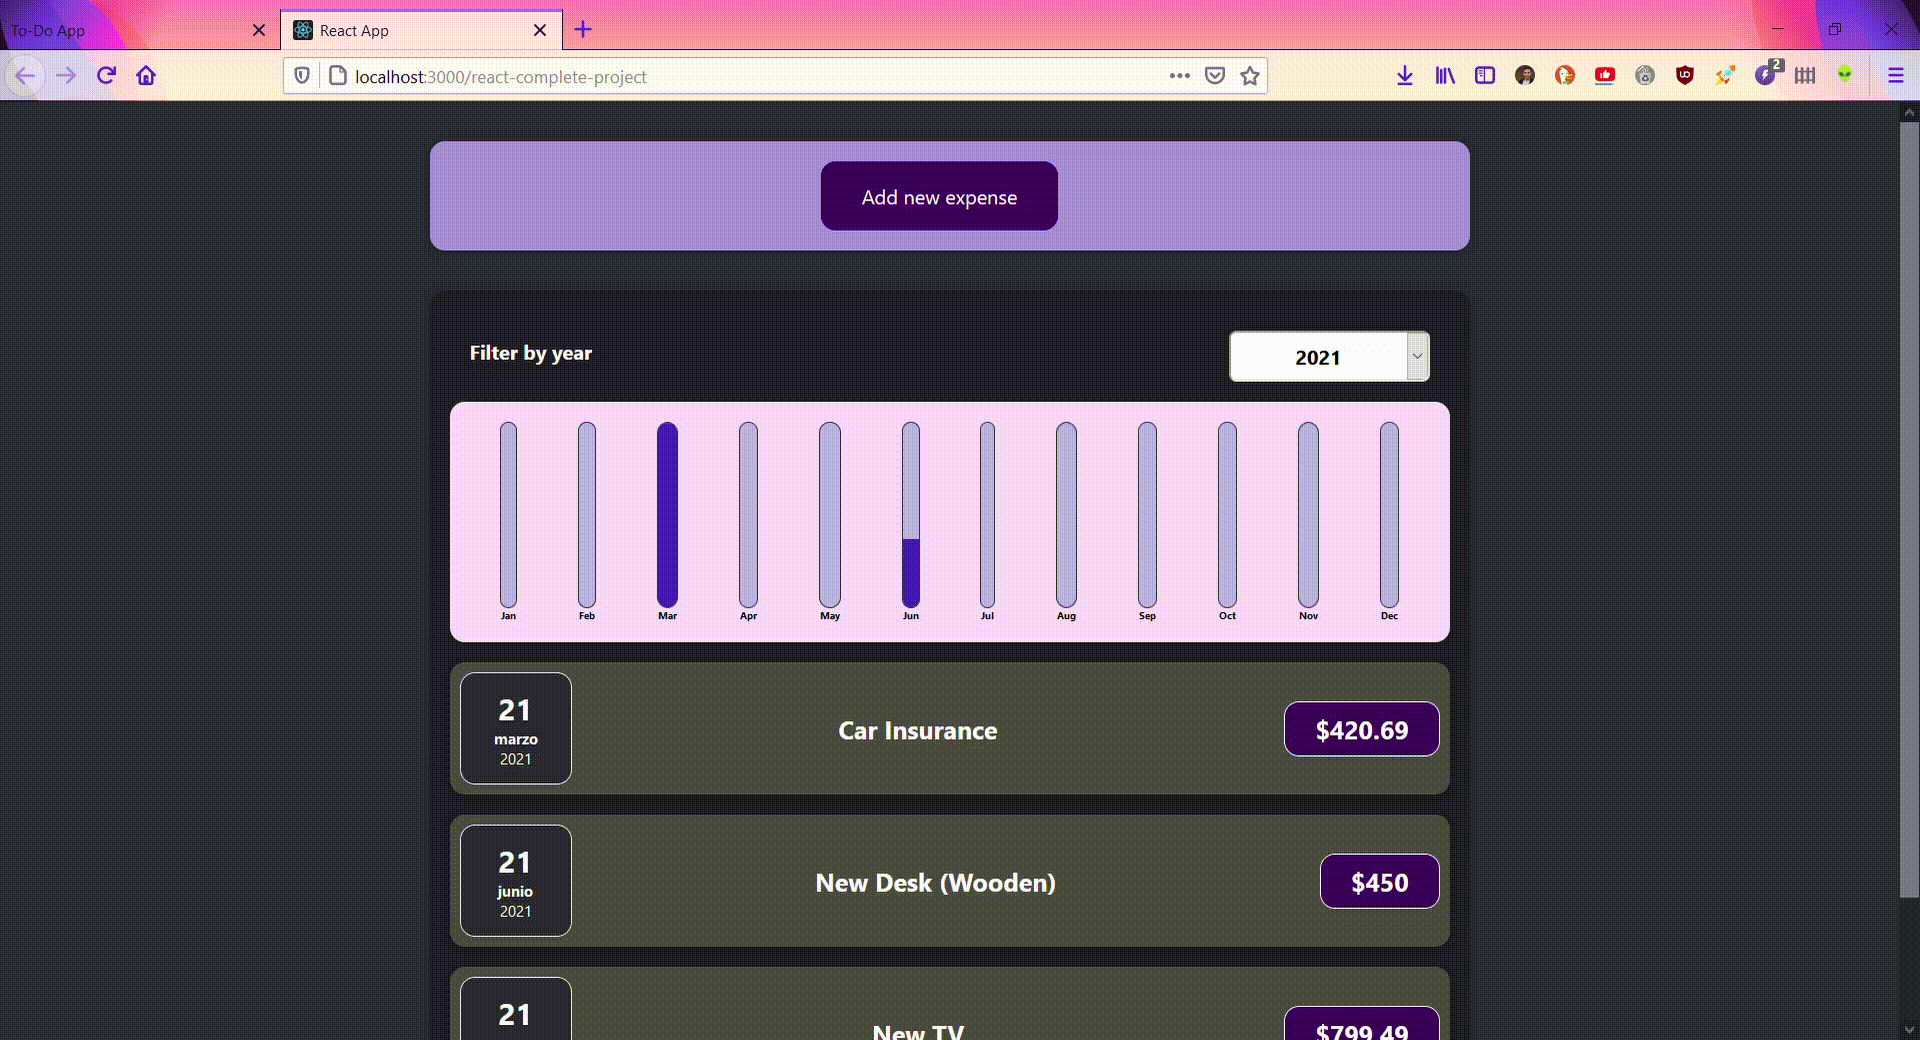 To-Do App
React App
localhost:3000/react-complete-project
2
Add new expense
Filter by year
2021
Jan Feb Mar Apr May Jun Jul Aug Sep Oct Nov Dec
21
marzo
2021
Car Insurance
$420.69
21
junio
2021
New Desk (Wooden)
$450
21
New TV
$799.49